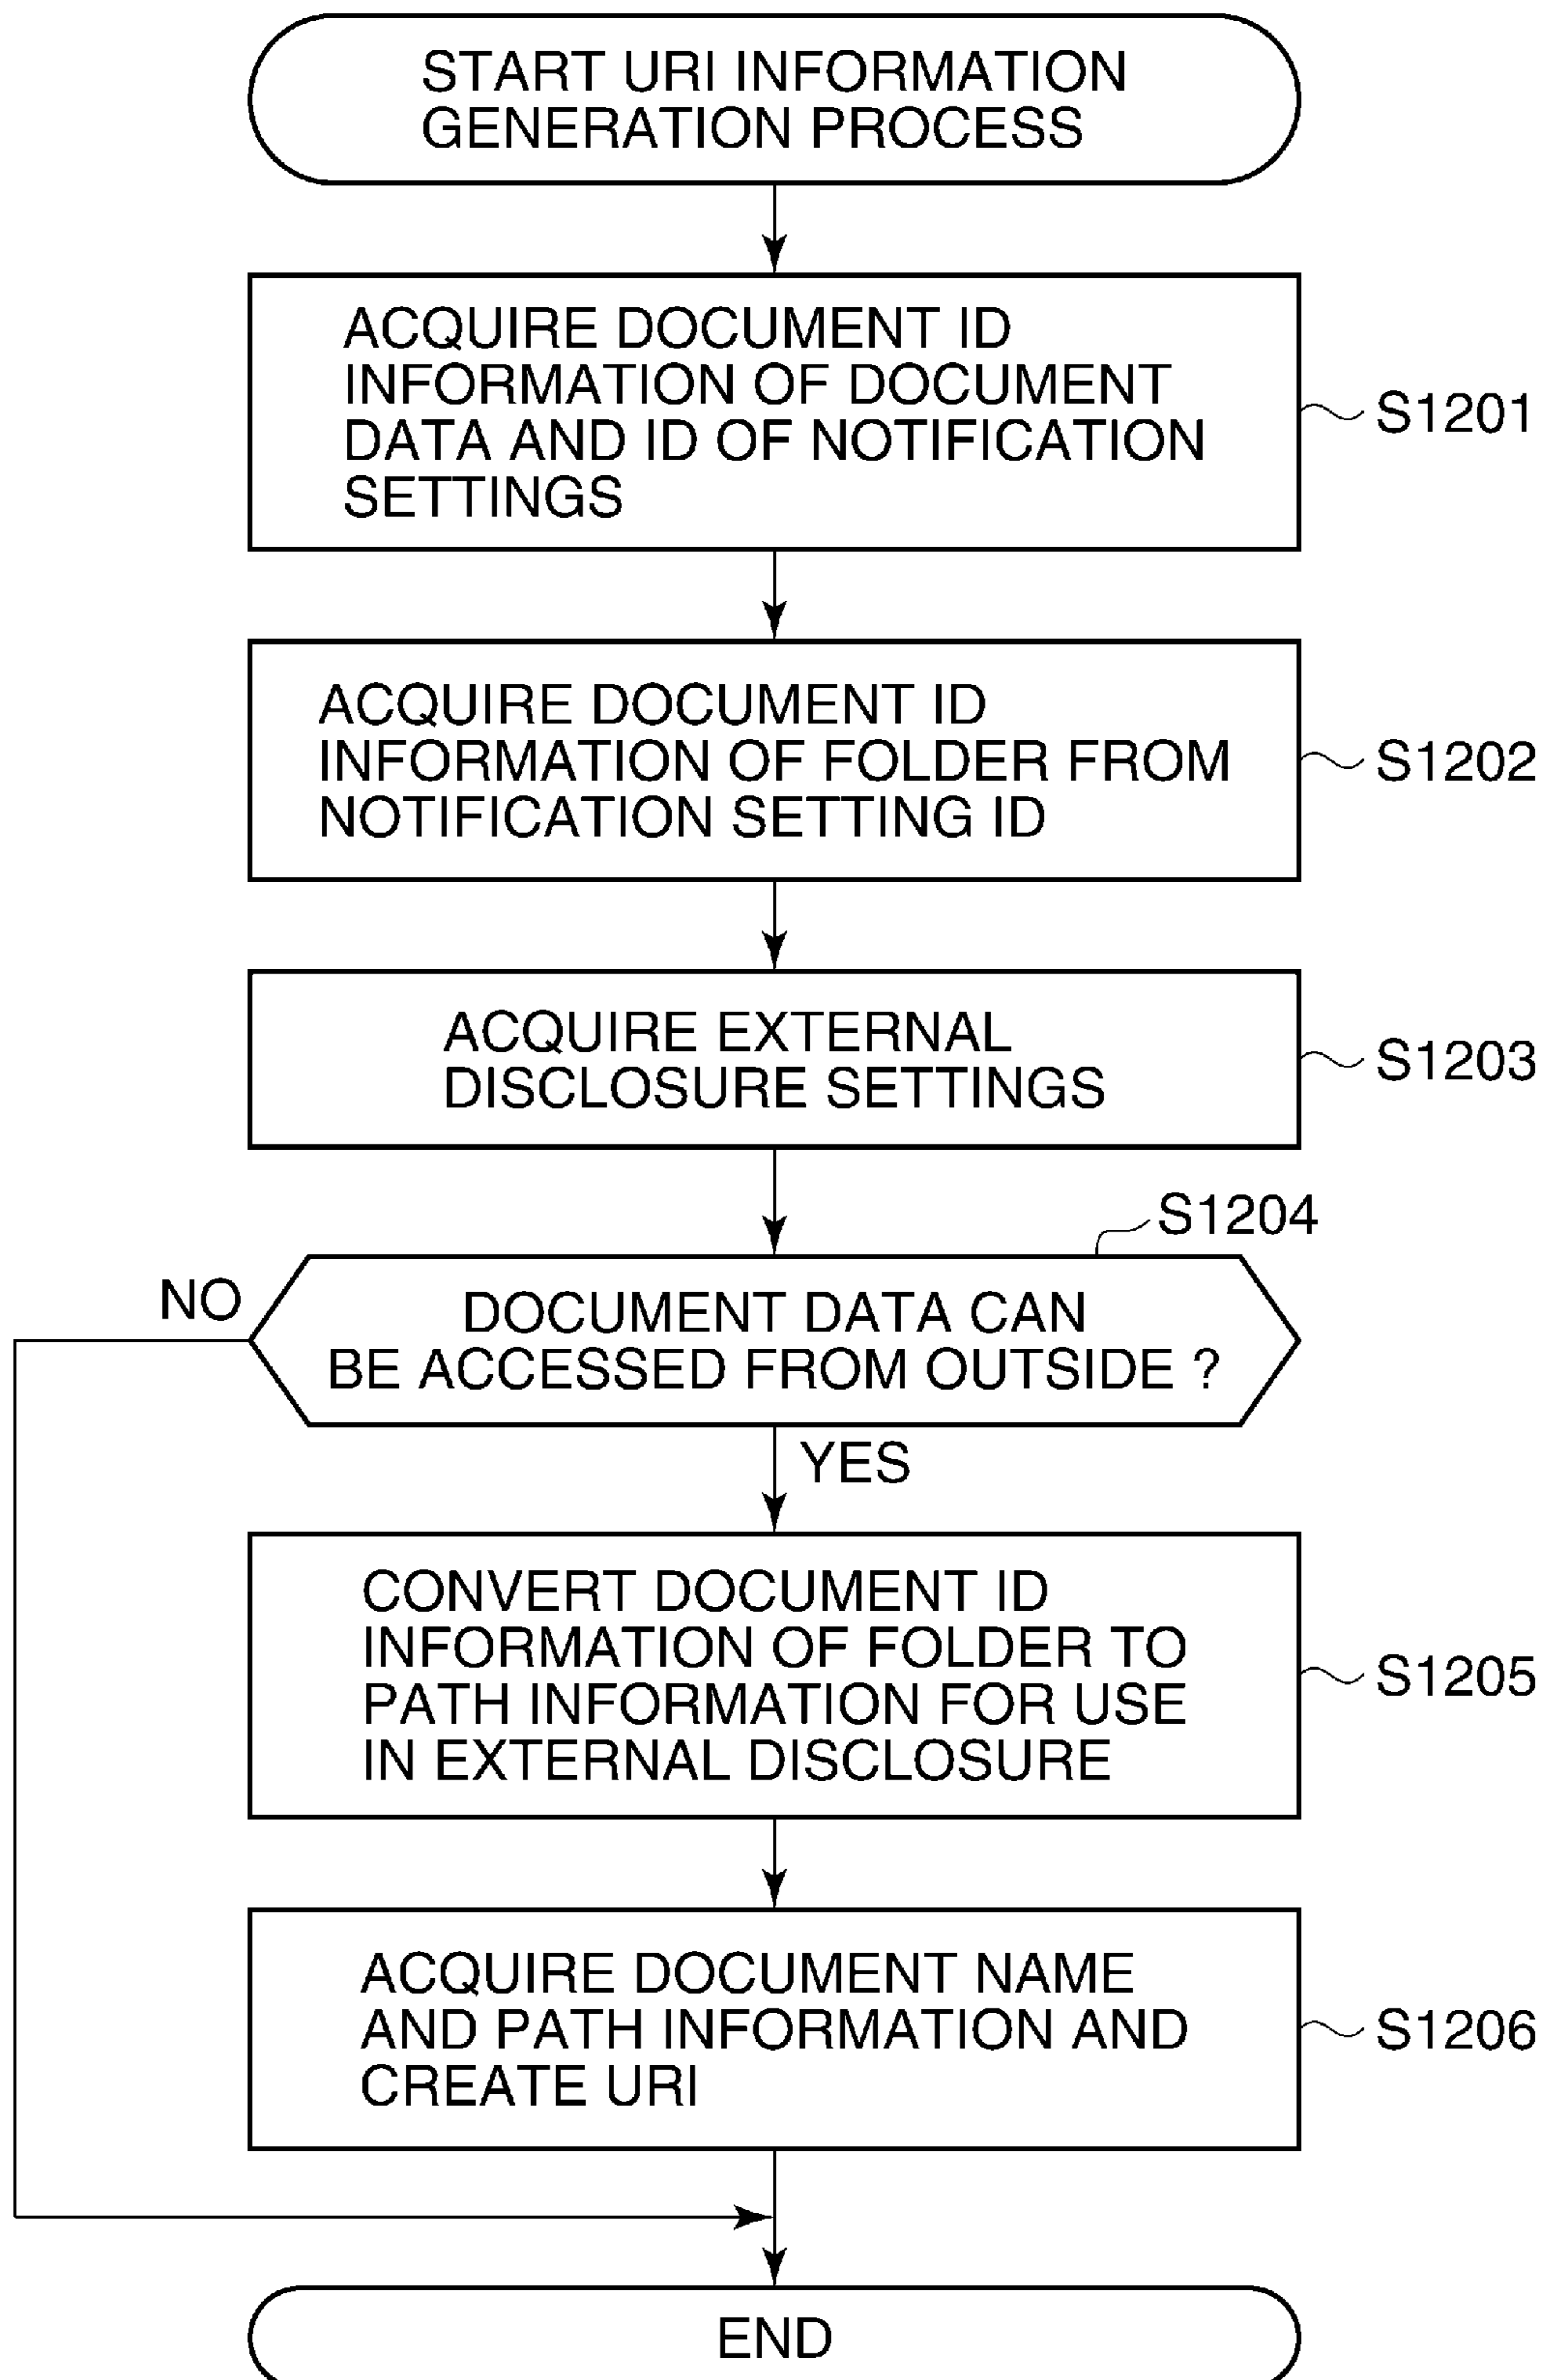 START URI INFORMATION
GENERATION PROCESS
ACQUIRE DOCUMENT ID
INFORMATION OF DOCUMENT
DATA AND ID OF NOTIFICATION
SETTINGS
S1201
ACQUIRE DOCUMENT ID
INFORMATION OF FOLDER FROM
NOTIFICATION SETTING ID
S1202
ACQUIRE EXTERNAL
DISCLOSURE SETTINGS
S1203
S1204
NO
DOCUMENT DATA CAN
BE ACCESSED FROM OUTSIDE ?
YES
CONVERT DOCUMENT ID
INFORMATION OF FOLDER TO
PATH INFORMATION FOR USE
IN EXTERNAL DISCLOSURE
S1205
ACQUIRE DOCUMENT NAME
AND PATH INFORMATION AND
CREATE URI
S1206
END